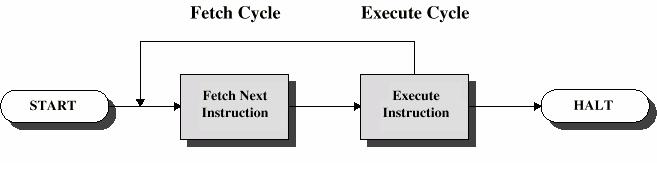 Fetch Cycle
Execute Cycle
START
Fetch Next
Instruction
Execute
Instruction
HALT